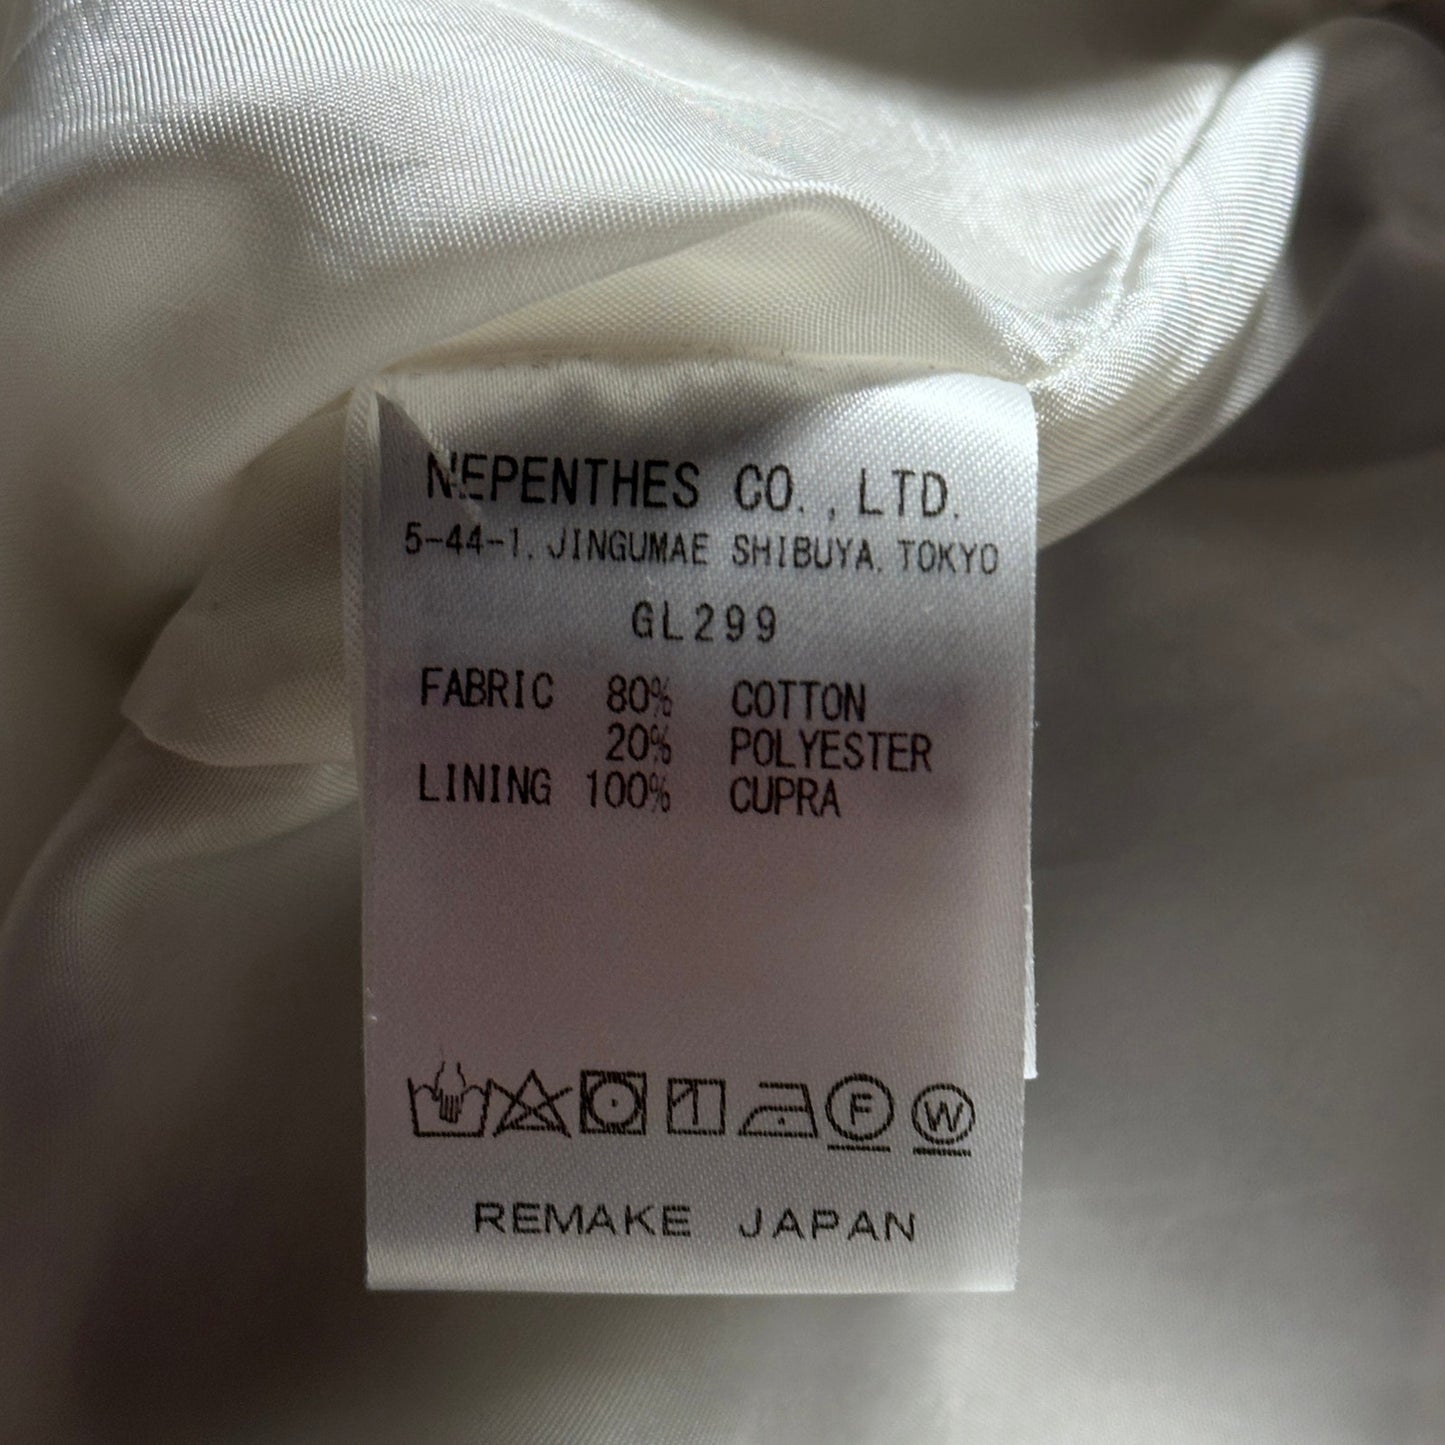 NEPENTHES CO., LTD.
5-44-1, JINGUMAE SHIBUYA, TOKYO
GL299
FABRIC 80% COTTON
20% POLYESTER
LINING 100% CUPRA
F W
REMAKE JAPAN